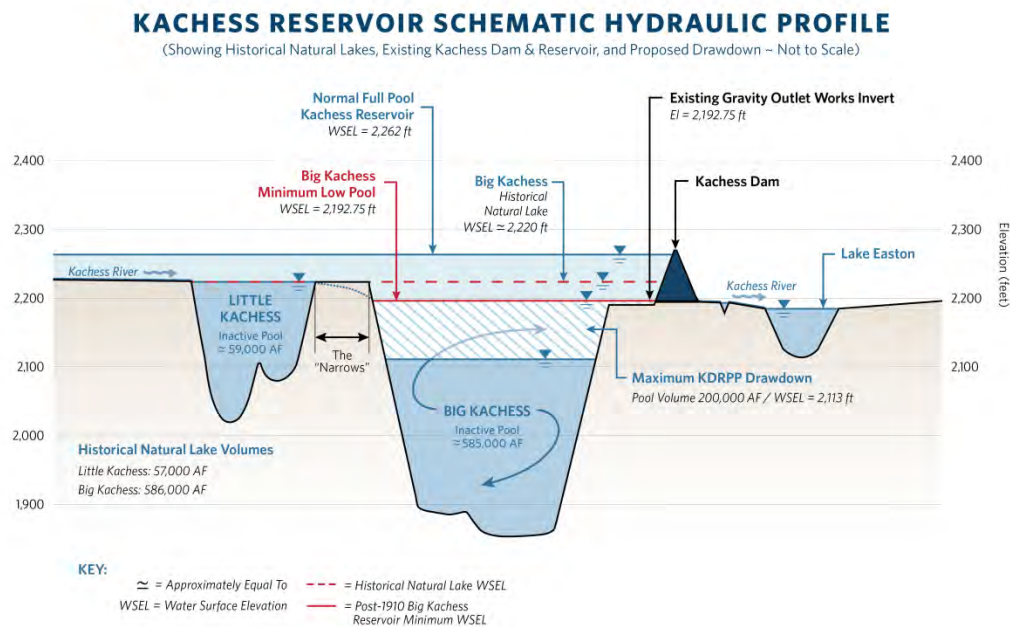 KACHESS RESERVOIR SCHEMATIC HYDRAULIC PROFILE
(Showing Historical Natural Lakes, Existing Kachess Dam & Reservoir, and Proposed Drawdown ~ Not to Scale)
Normal Full Pool
Kachess Reservoir
WSEL = 2,262 ft
Existing Gravity Outlet Works Invert
El = 2,192.75 ft
2,400
2,400
Big Kachess
Minimum Low Pool
WSEL = 2,192.75 ft
Big Kachess
Historical
Natural Lake
WSEL ≃ 2,220 ft
Kachess Dam
2,300
2,300
Elevation (feet)
Lake Easton
Kachess River
Kachess River
2,200
2,200
LITTLE
KACHESS
Inactive Pool
≃ 59,000 AF
The
"Narrows"
2,100
2,100
Maximum KDRPP Drawdown
Pool Volume 200,000 AF / WSEL = 2,113 ft
BIG KACHESS
Inactive Pool
≃585,000 AF
2,000
Historical Natural Lake Volumes
Little Kachess: 57,000 AF
Big Kachess: 586,000 AF
1,900
KEY:
≃ = Approximately Equal To
WSEL = Water Surface Elevation
= Historical Natural Lake WSEL
= Post-1910 Big Kachess
Reservoir Minimum WSEL